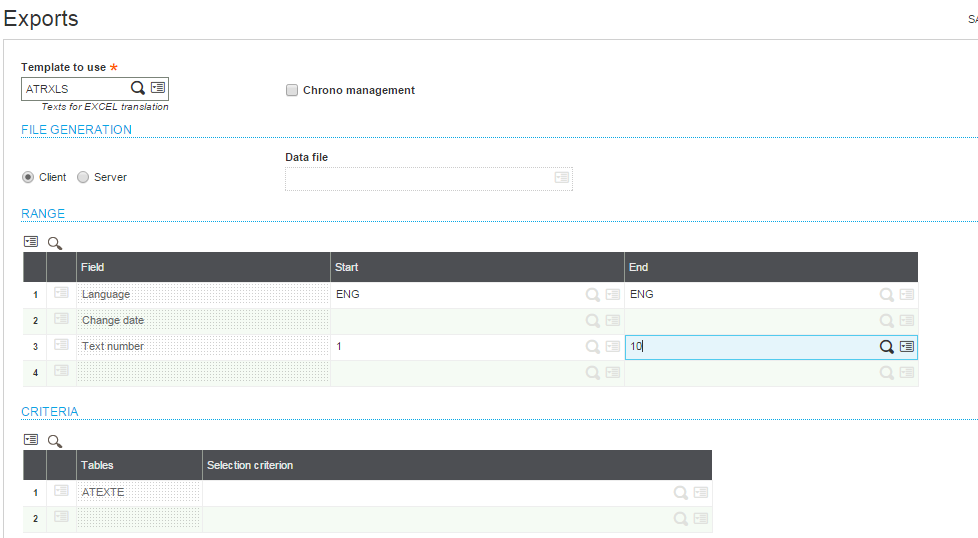 Exports
SA
Template to use *
ATRXLS
Chrono management
Texts for EXCEL translation
FILE GENERATION
Data file
Client Server
RANGE
Field Start End
1 Language ENG ENG
2 Change date
3 Text number 1 10
4
CRITERIA
Tables Selection criterion
1 ATEXTE
2